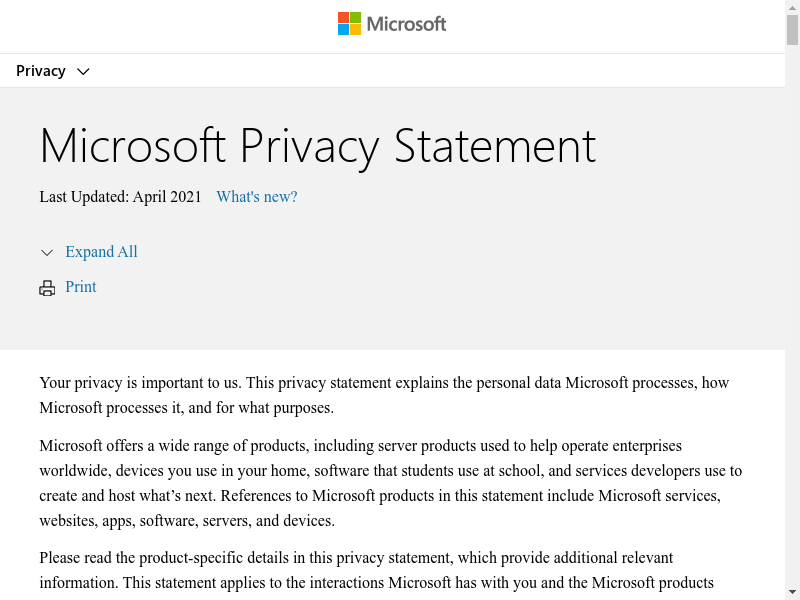 Microsoft
Privacy
Microsoft Privacy Statement
Last Updated: April 2021 What's new?
Expand All
Print
Your privacy is important to us. This privacy statement explains the personal data Microsoft processes, how
Microsoft processes it, and for what purposes.
Microsoft offers a wide range of products, including server products used to help operate enterprises
worldwide, devices you use in your home, software that students use at school, and services developers use to
create and host what’s next. References to Microsoft products in this statement include Microsoft services,
websites, apps, software, servers, and devices.
Please read the product-specific details in this privacy statement, which provide additional relevant
information. This statement applies to the interactions Microsoft has with you and the Microsoft products